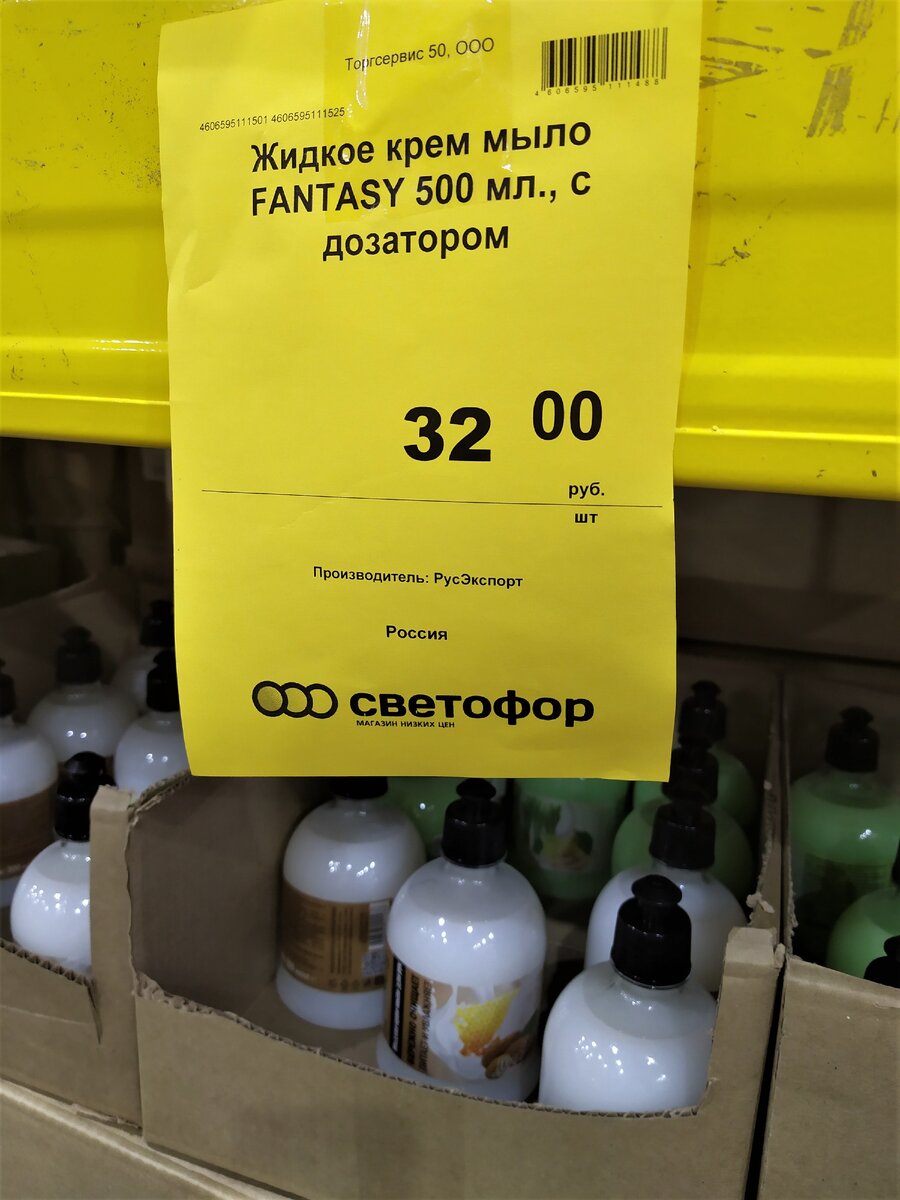 Торгсервис 50, ООО
4606595111488
4606595111501 4606595111525
Жидкое крем мыло
FANTASY 500 мл., с
дозатором
32 00
руб.
шт
Производитель: РусЭкспорт
Россия
светофор
МАГАЗИН НИЗКИХ ЦЕН